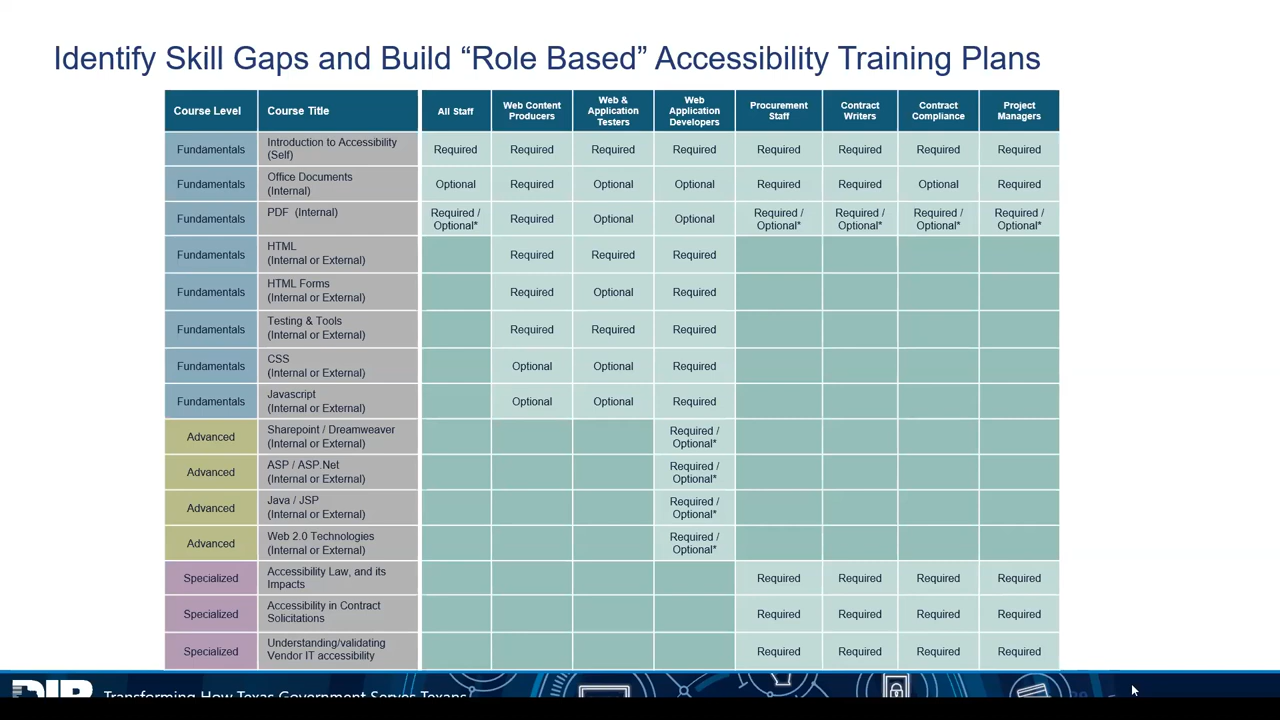 Identify Skill Gaps and Build “Role Based” Accessibility Training Plans
Course Level Course Title All Staff Web Content Producers Web & Application Testers Web Application Developers Procurement Staff Contract Writers Contract Compliance Project Managers
Fundamentals Introduction to Accessibility (Self) Required Required Required Required Required Required Required Required
Fundamentals Office Documents (Internal) Optional Required Optional Optional Required Required Optional Required
Fundamentals PDF (Internal) Required / Optional* Required Optional Optional Required / Optional* Required / Optional* Required / Optional* Required / Optional*
Fundamentals HTML (Internal or External) Required Required Required
Fundamentals HTML Forms (Internal or External) Required Optional Required
Fundamentals Testing & Tools (Internal or External) Required Required Required
Fundamentals CSS (Internal or External) Optional Optional Required
Fundamentals Javascript (Internal or External) Optional Optional Required
Advanced Sharepoint / Dreamweaver (Internal or External) Required / Optional*
Advanced ASP / ASP.Net (Internal or External) Required / Optional*
Advanced Java / JSP (Internal or External) Required / Optional*
Advanced Web 2.0 Technologies (Internal or External) Required / Optional*
Specialized Accessibility Law, and its Impacts Required Required Required Required
Specialized Accessibility in Contract Solicitations Required Required Required Required
Specialized Understanding/validating Vendor IT accessibility Required Required Required Required
DIR Transforming How Texas Government Serves Texans